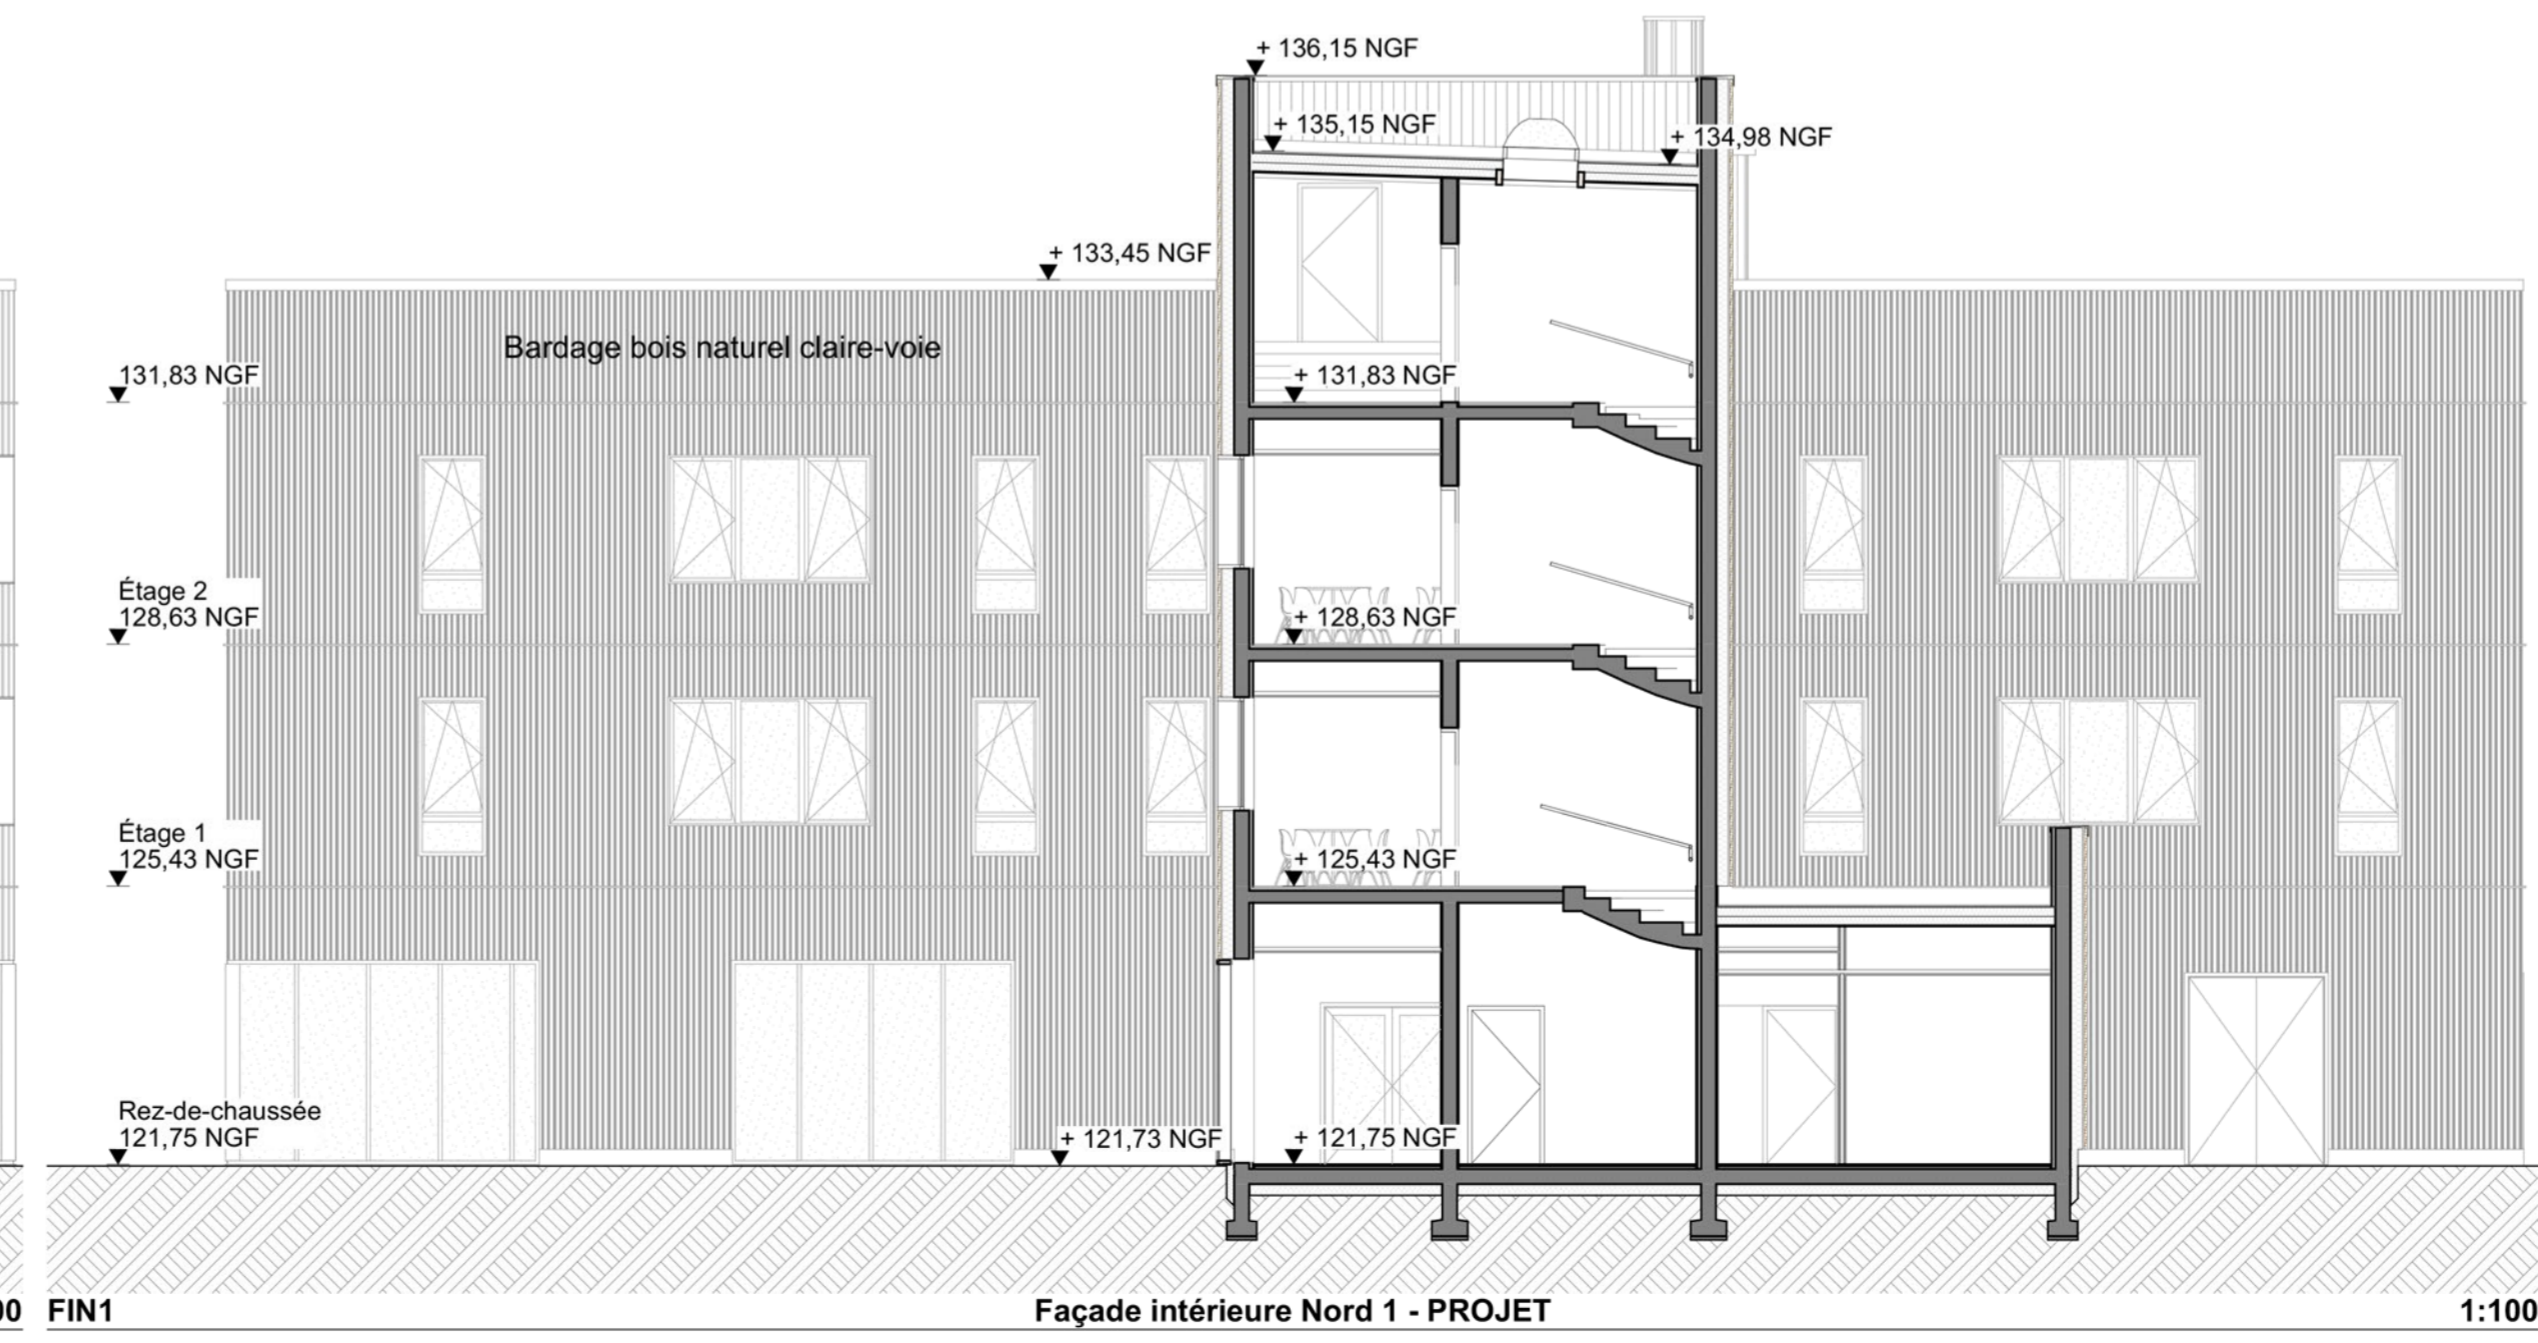 + 136,15 NGF
+ 135,15 NGF
+ 134,98 NGF
+ 133,45 NGF
Bardage bois naturel claire-voie
131,83 NGF
+ 131,83 NGF
Étage 2
128,63 NGF
+ 128,63 NGF
Étage 1
125,43 NGF
+ 125,43 NGF
Rez-de-chaussée
121,75 NGF
+ 121,73 NGF
+ 121,75 NGF
00
FIN1
Façade intérieure Nord 1 - PROJET
1:100